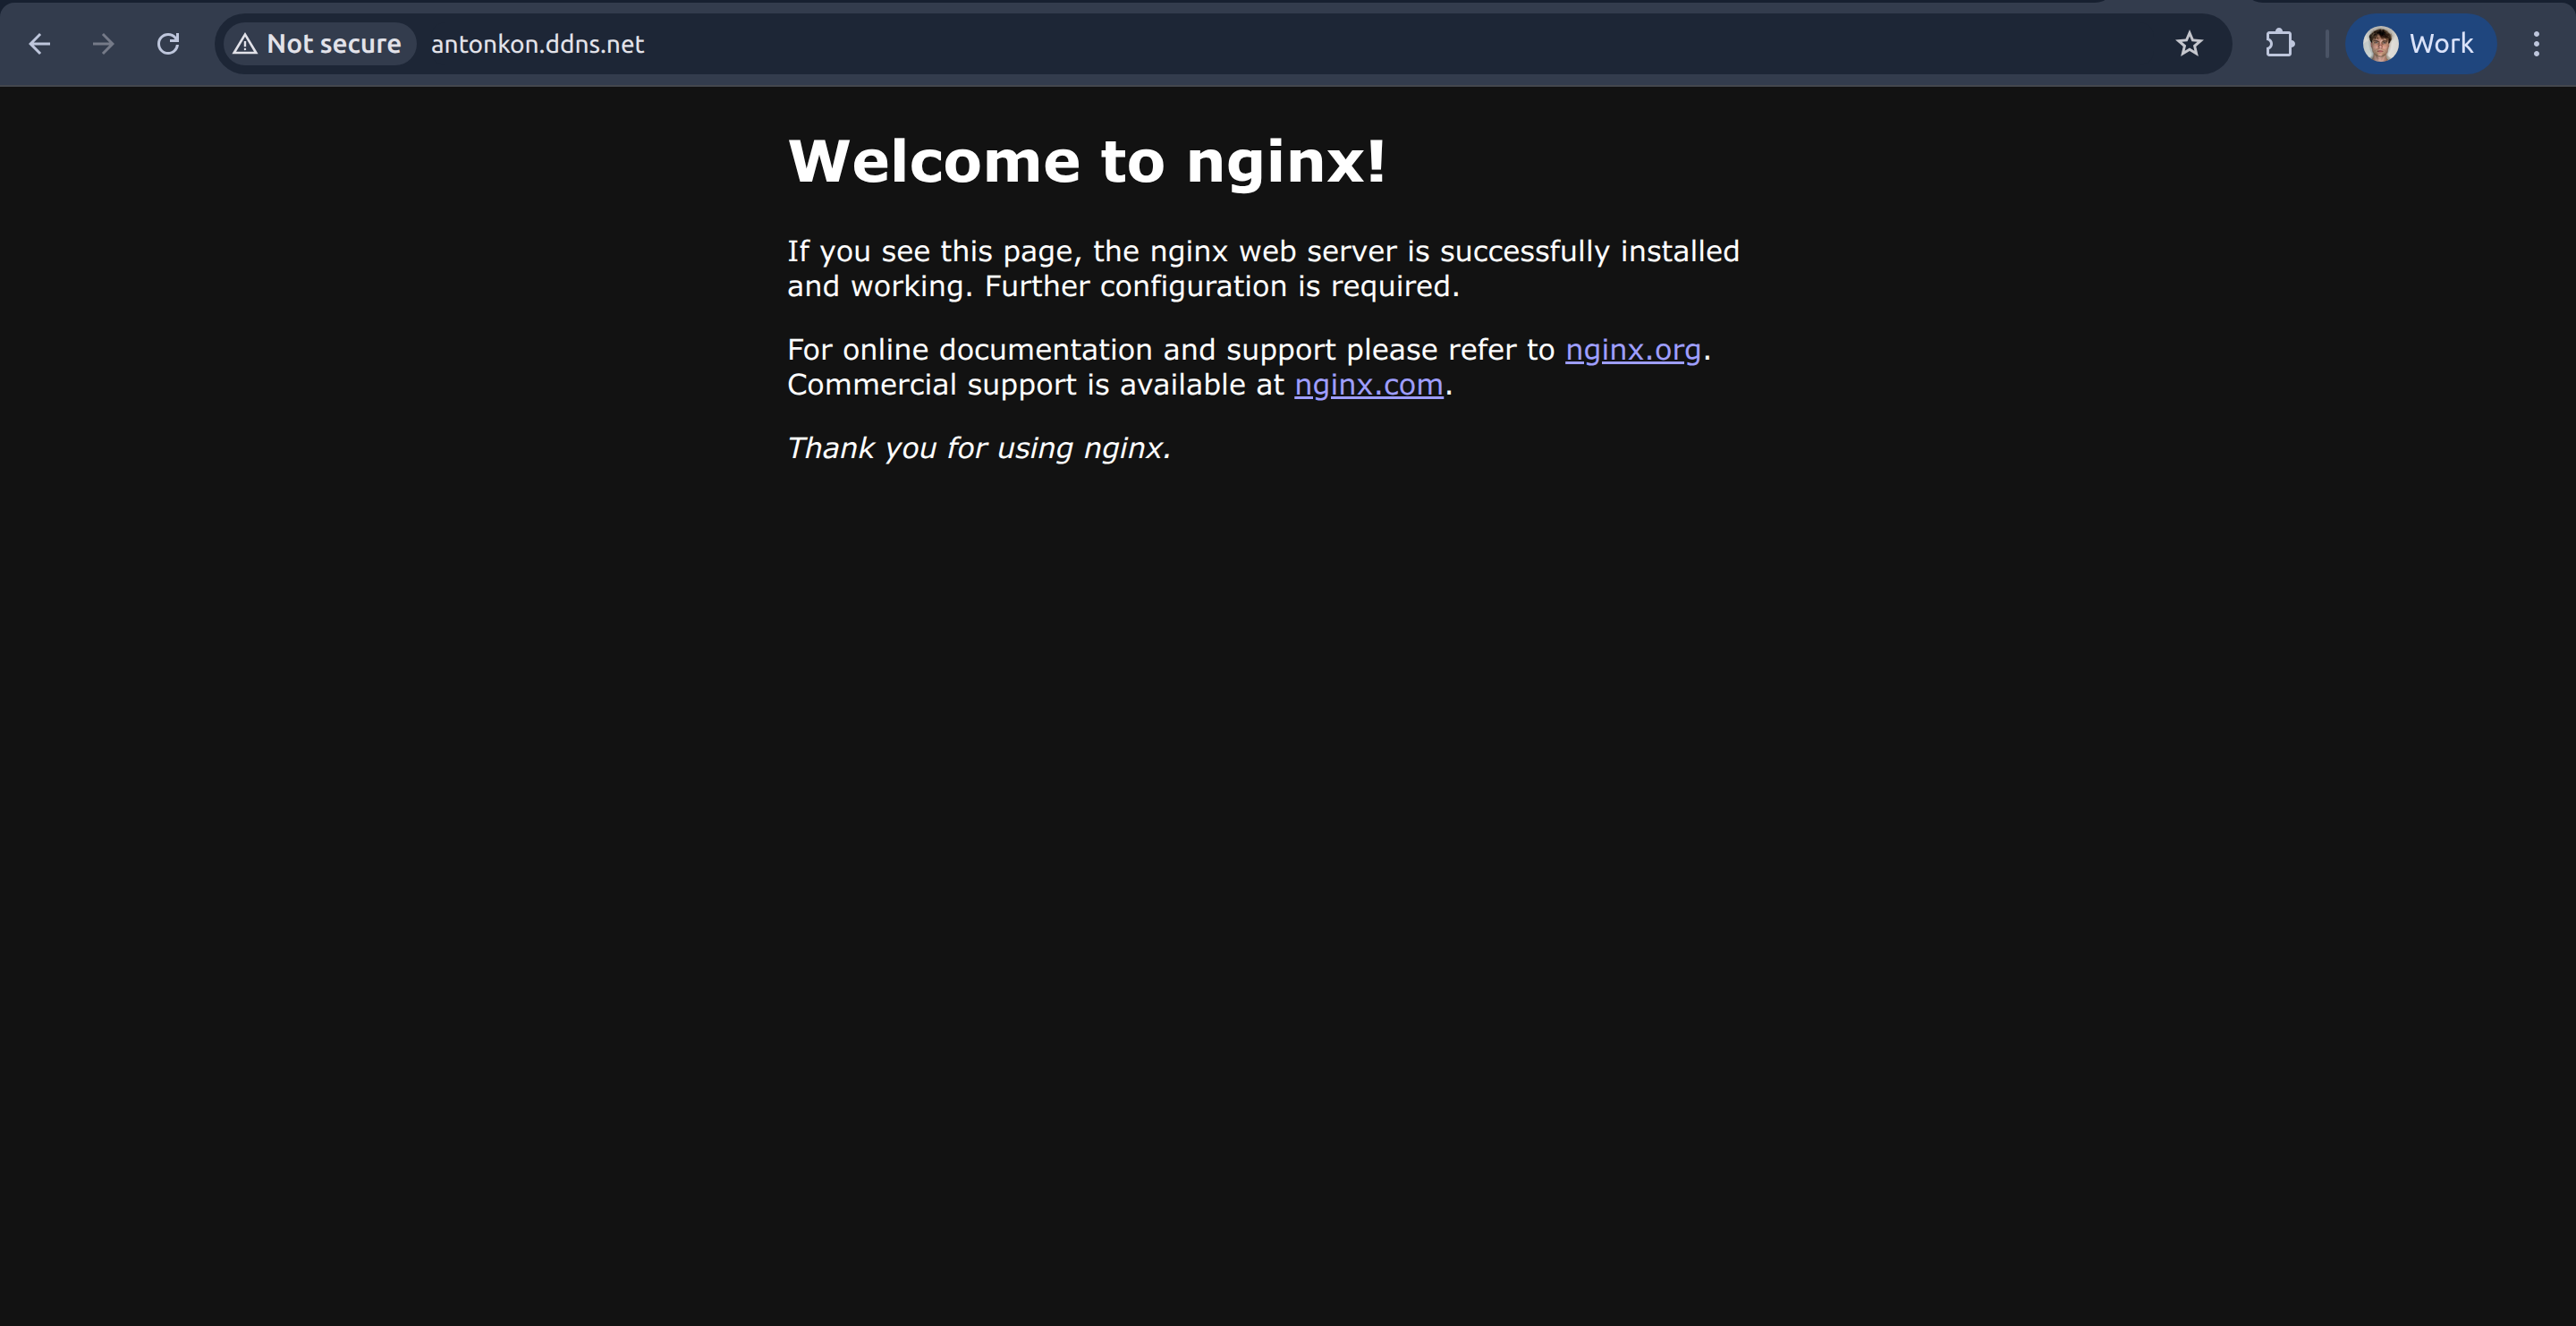 Not secure antonkon.ddns.net Work
Welcome to nginx!
If you see this page, the nginx web server is successfully installed
and working. Further configuration is required.
For online documentation and support please refer to nginx.org.
Commercial support is available at nginx.com.
Thank you for using nginx.